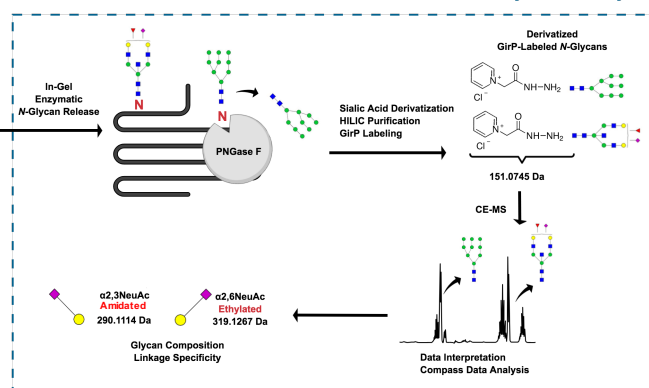 In-Gel
Enzymatic
N-Glycan Release
N
N
PNGase F
Sialic Acid Derivatization
HILIC Purification
GirP Labeling
Derivatized
GirP-Labeled N-Glycans
O
N+
NH-NH₂
Cl⁻
O
N+
NH-NH₂
Cl⁻
151.0745 Da
CE-MS
Data Interpretation
Compass Data Analysis
α2,3NeuAc
Amidated
290.1114 Da
α2,6NeuAc
Ethylated
319.1267 Da
Glycan Composition
Linkage Specificity